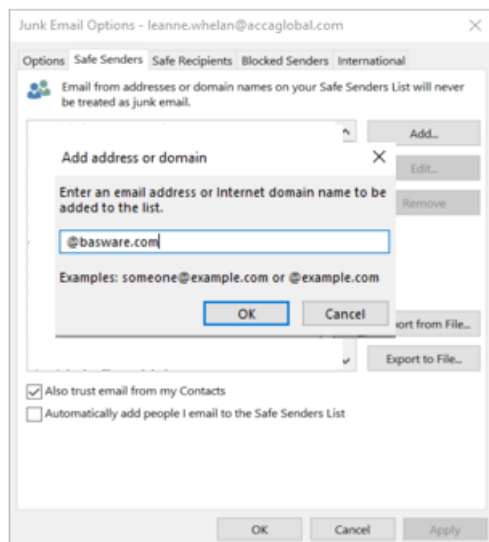 Junk Email Options - leanne.whelan@accaglobal.com
Options Safe Senders Safe Recipients Blocked Senders International
Email from addresses or domain names on your Safe Senders List will never
be treated as junk email.
Add...
Add address or domain
Edit...
Enter an email address or Internet domain name to be
added to the list.
Remove
@basware.com
Examples: someone@example.com or @example.com
OK Cancel
ort from File...
Export to File...
Also trust email from my Contacts
Automatically add people I email to the Safe Senders List
OK Cancel Apply